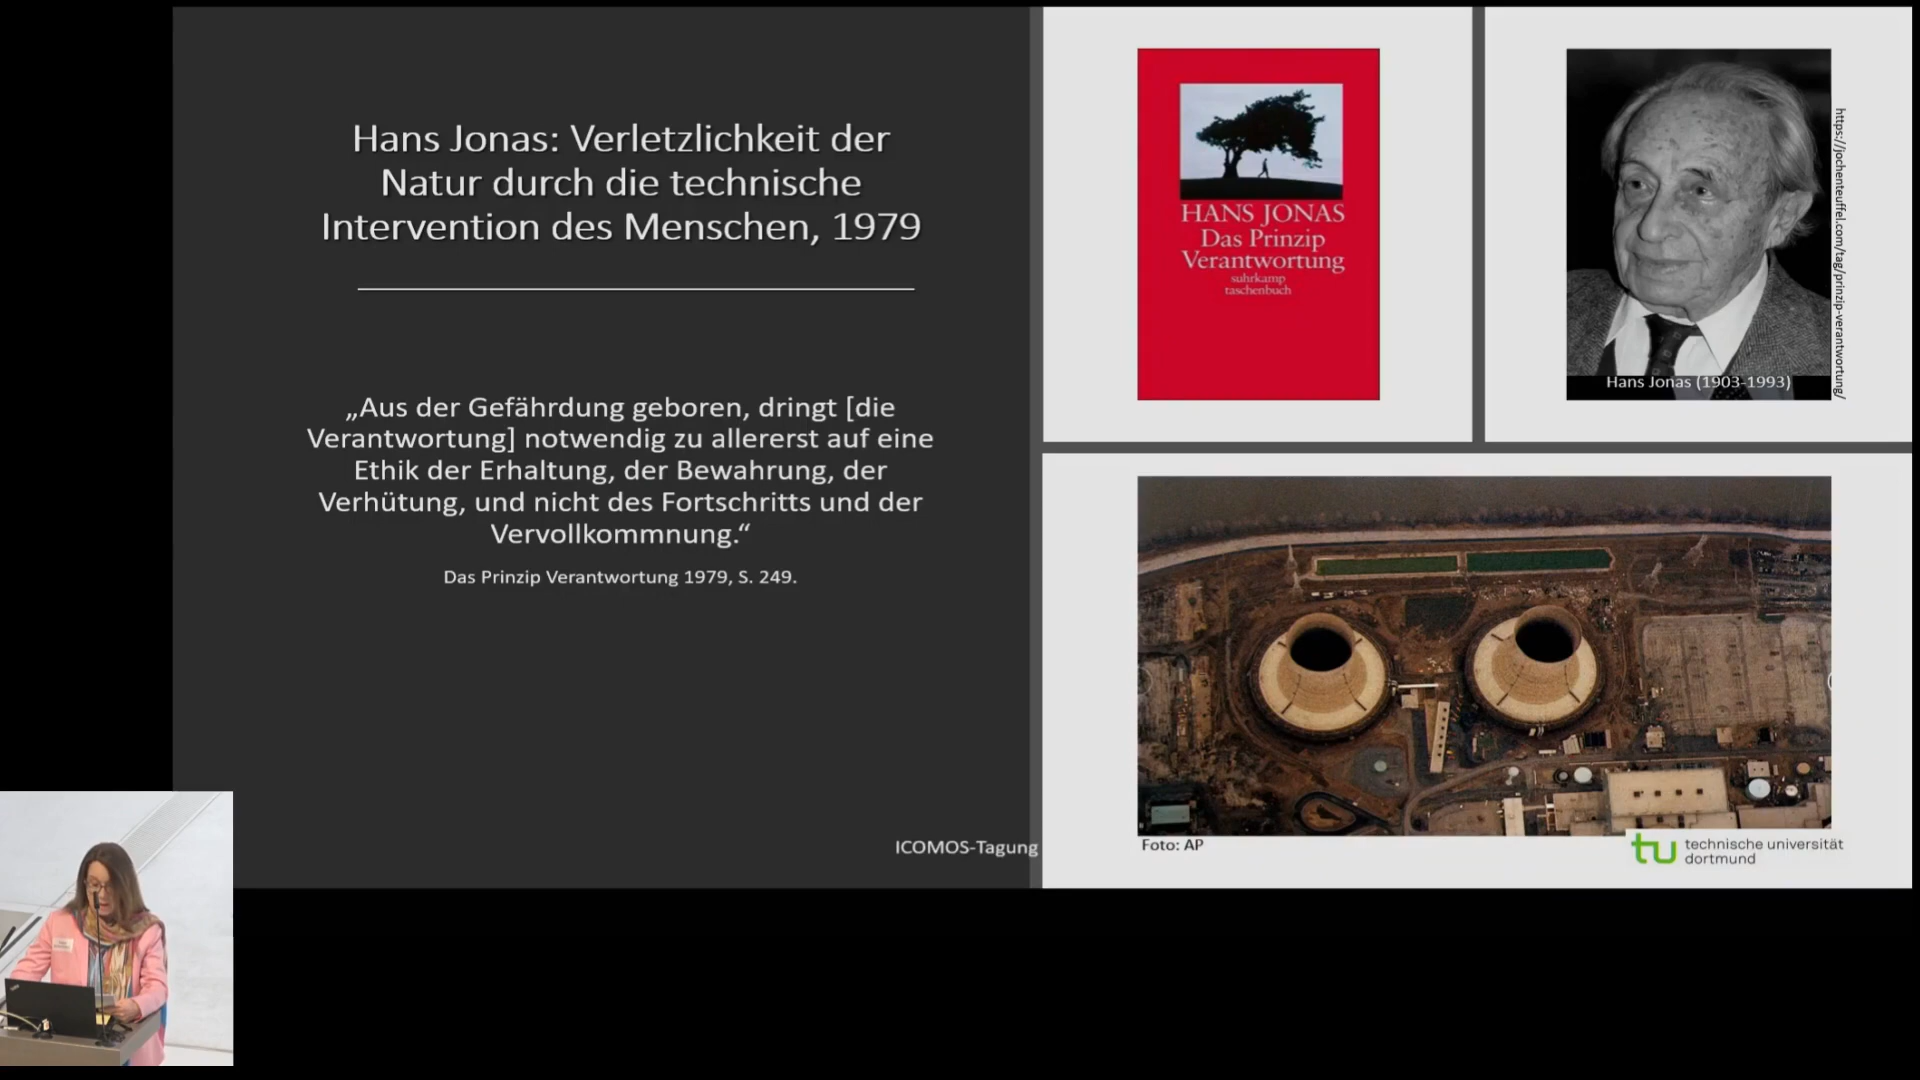 Hans Jonas: Verletzlichkeit der
Natur durch die technische
Intervention des Menschen, 1979
„Aus der Gefährdung geboren, dringt [die
Verantwortung] notwendig zu allererst auf eine
Ethik der Erhaltung, der Bewahrung, der
Verhütung, und nicht des Fortschritts und der
Vervollkommnung.“
Das Prinzip Verantwortung 1979, S. 249.
ICOMOS-Tagung
HANS JONAS
Das Prinzip
Verantwortung
suhrkamp
taschenbuch
Hans Jonas (1903-1993)
https://jochenteuffel.com/tag/prinzip-verantwortung/
Foto: AP
tu technische universität
dortmund